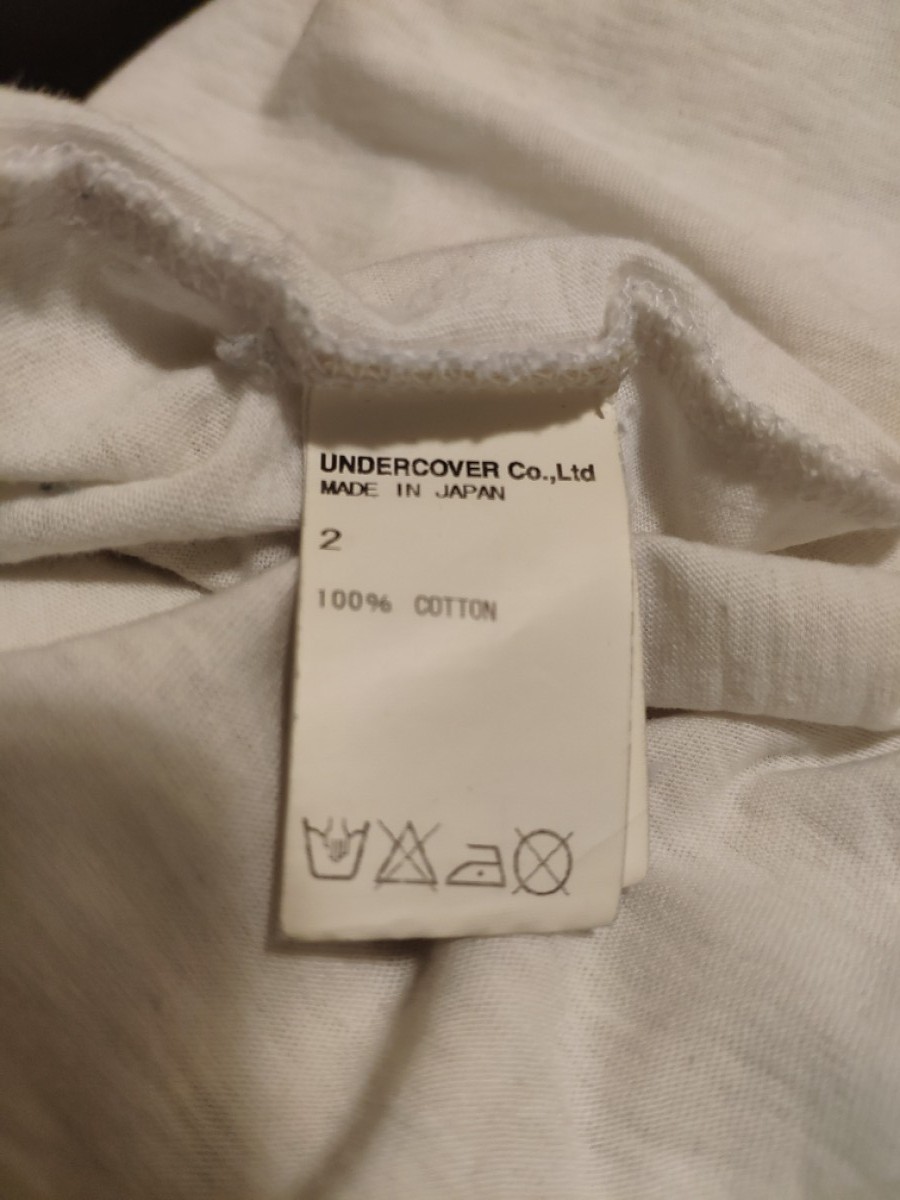 UNDERCOVER Co.,Ltd
MADE IN JAPAN
2
100% COTTON